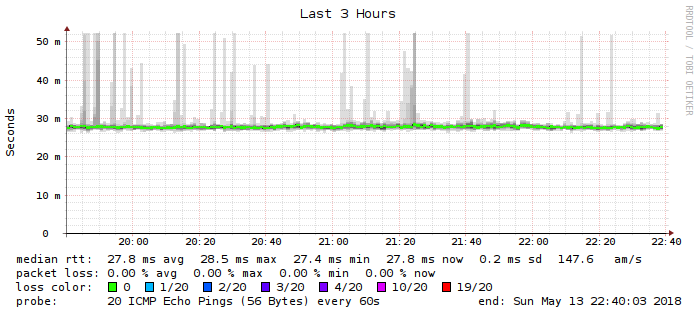 Last 3 Hours
RRDTOOL / TOBI OETIKER
Seconds
50 m
40 m
30 m
20 m
10 m
0
20:00 20:20 20:40 21:00 21:20 21:40 22:00 22:20 22:40
median rtt: 27.8 ms avg 28.5 ms max 27.4 ms min 27.8 ms now 0.2 ms sd 147.6 am/s
packet loss: 0.00 % avg 0.00 % max 0.00 % min 0.00 % now
loss color: 0 1/20 2/20 3/20 4/20 10/20 19/20
probe: 20 ICMP Echo Pings (56 Bytes) every 60s end: Sun May 13 22:40:03 2018